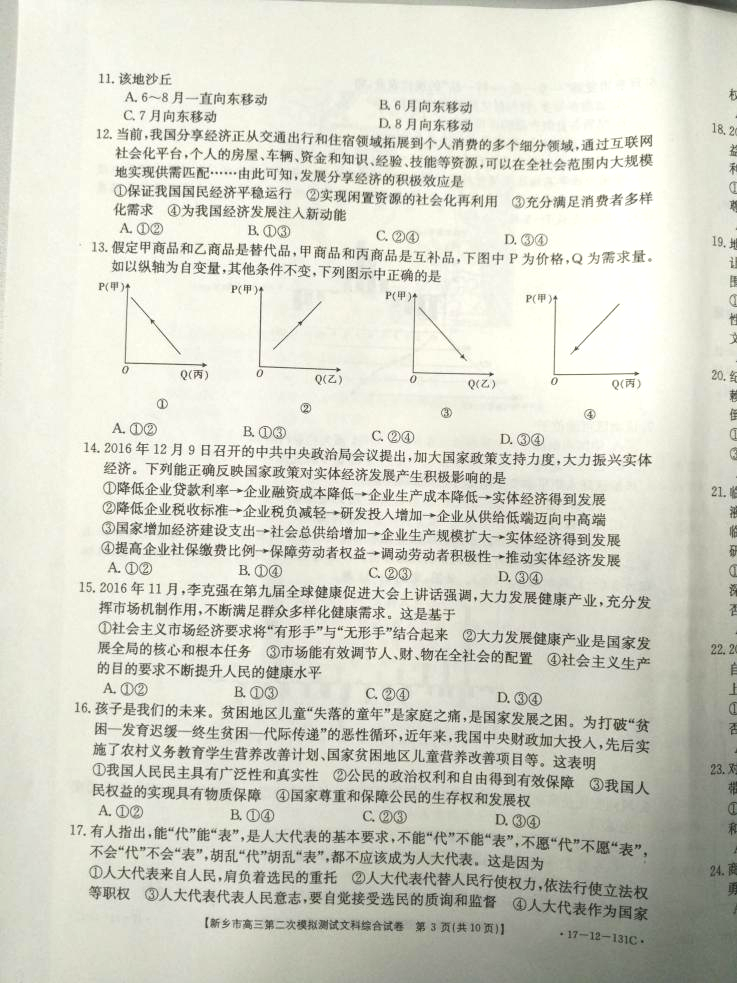 11. 该地沙丘
A. 6～8月一直向东移动 B. 6月向东移动
C. 7月向东移动 D. 8月向东移动
12. 当前,我国分享经济正从交通出行和住宿领域拓展到个人消费的多个细分领域,通过互联网
社会化平台,个人的房屋、车辆、资金和知识、经验、技能等资源,可以在全社会范围内大规模
地实现供需匹配……由此可知,发展分享经济的积极效应是
①保证我国国民经济平稳运行 ②实现闲置资源的社会化再利用 ③充分满足消费者多样
化需求 ④为我国经济发展注入新动能
A. ①② B. ①③ C. ②④ D. ③④
13. 假定甲商品和乙商品是替代品,甲商品和丙商品是互补品,下图中P为价格,Q为需求量。
如以纵轴为自变量,其他条件不变,下列图示中正确的是
P(甲) P(甲) P(甲) P(甲)
0 Q(丙) 0 Q(乙) 0 Q(乙) 0 Q(丙)
① ② ③ ④
A. ①② B. ①③ C. ②④ D. ③④
14. 2016年12月9日召开的中共中央政治局会议提出,加大国家政策支持力度,大力振兴实体
经济。下列能正确反映国家政策对实体经济发展产生积极影响的是
①降低企业贷款利率→企业融资成本降低→企业生产成本降低→实体经济得到发展
②降低企业税收标准→企业税负减轻→研发投入增加→企业从供给低端迈向中高端
③国家增加经济建设支出→社会总供给增加→企业生产规模扩大→实体经济得到发展
④提高企业社保缴费比例→保障劳动者权益→调动劳动者积极性→推动实体经济发展
A. ①② B. ①④ C. ②③ D. ③④
15. 2016年11月,李克强在第九届全球健康促进大会上讲话强调,大力发展健康产业,充分发
挥市场机制作用,不断满足群众多样化健康需求。这是基于
①社会主义市场经济要求将“有形手”与“无形手”结合起来 ②大力发展健康产业是国家发
展全局的核心和根本任务 ③市场能有效调节人、财、物在全社会的配置 ④社会主义生产
的目的要求不断提升人民的健康水平
A. ①② B. ①③ C. ②④ D. ③④
16. 孩子是我们的未来。贫困地区儿童“失落的童年”是家庭之痛,是国家发展之困。为打破“贫
困—发育迟缓—终生贫困—代际传递”的恶性循环,近年来,我国中央财政加大投入,先后实
施了农村义务教育学生营养改善计划、国家贫困地区儿童营养改善项目等。这表明
①我国人民民主具有广泛性和真实性 ②公民的政治权利和自由得到有效保障 ③我国人
民权益的实现具有物质保障 ④国家尊重和保障公民的生存权和发展权
A. ①② B. ①④ C. ②③ D. ③④
17. 有人指出,能“代”能“表”,是人大代表的基本要求,不能“代”不能“表”,不愿“代”不愿“表”,
不会“代”不会“表”,胡乱“代”胡乱“表”,都不应该成为人大代表。这是因为
①人大代表来自人民,肩负着选民的重托 ②人大代表代替人民行使权力,依法行使立法权
等职权 ③人大代表代表人民意志,要自觉接受选民的质询和监督 ④人大代表作为国家
【新乡市高三第二次模拟测试文科综合试卷 第 3 页(共 10 页)】 ·17－12－131C·
权
18. 20
益
利
①
尊
19. 地
让
围
①
性
文
20. 纪
赖
倒
①
③
21. 临
液
临
研
①
深
否
22. 20
自
上
①
否
23. 对
带
①
和
24. 商
勇